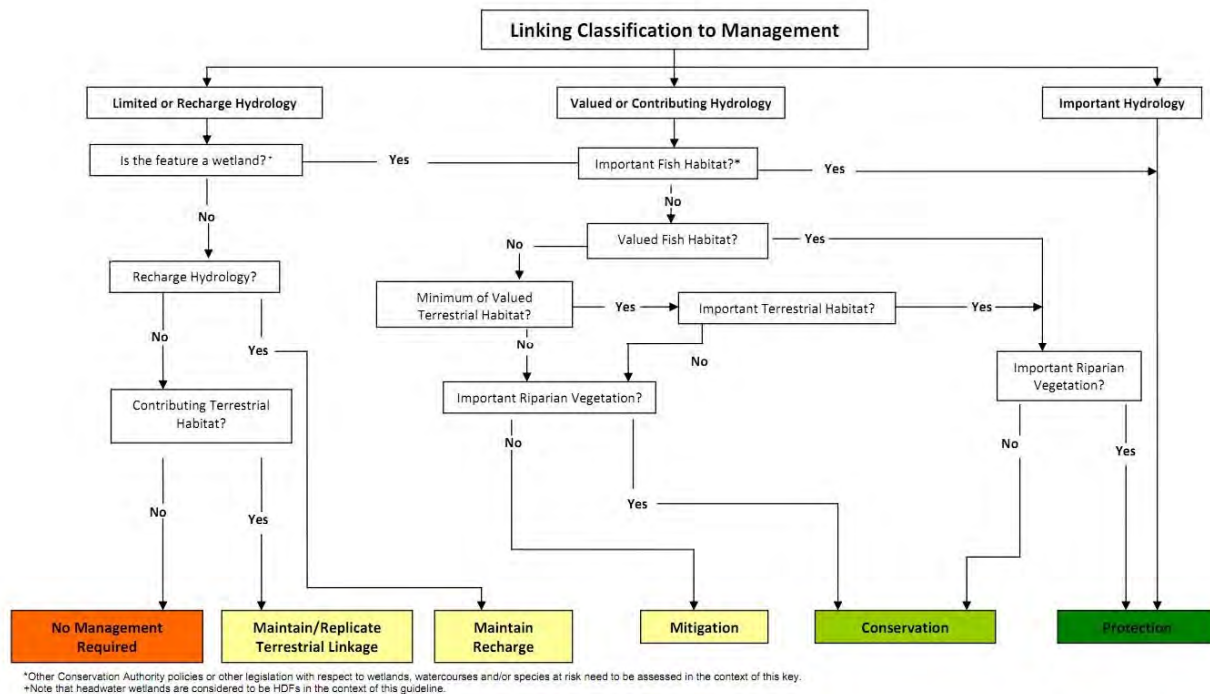 Linking Classification to Management
Limited or Recharge Hydrology
Valued or Contributing Hydrology
Important Hydrology
Is the feature a wetland?+
Yes
Important Fish Habitat?*
Yes
No
No
Valued Fish Habitat?
No
Yes
Recharge Hydrology?
Minimum of Valued
Terrestrial Habitat?
Yes
Important Terrestrial Habitat?
Yes
No
Yes
No
No
Important Riparian
Vegetation?
Contributing Terrestrial
Habitat?
Important Riparian Vegetation?
No
No
Yes
No
Yes
Yes
No Management
Required
Maintain/Replicate
Terrestrial Linkage
Maintain
Recharge
Mitigation
Conservation
Protection
*Other Conservation Authority policies or other legislation with respect to wetlands, watercourses and/or species at risk need to be assessed in the context of this key.
+Note that headwater wetlands are considered to be HDFs in the context of this guideline.